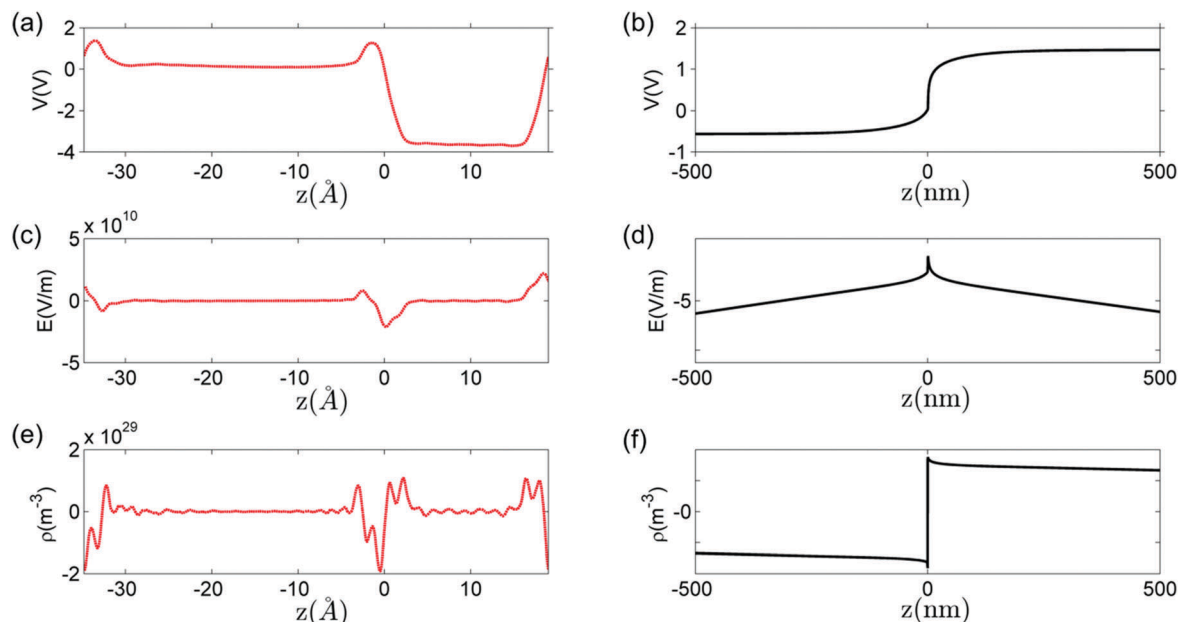 (a)
2
0
-2
-4
V(V)
-30 -20 -10 0 10
z(Å)
(b)
2
1
0
-1
V(V)
-500 0 500
z(nm)
(c)
x 10^10
5
0
-5
E(V/m)
-30 -20 -10 0 10
z(Å)
(d)
-5
E(V/m)
-500 0 500
z(nm)
(e)
x 10^29
2
0
-2
ρ(m^-3)
-30 -20 -10 0 10
z(Å)
(f)
-0
ρ(m^-3)
-500 0 500
z(nm)